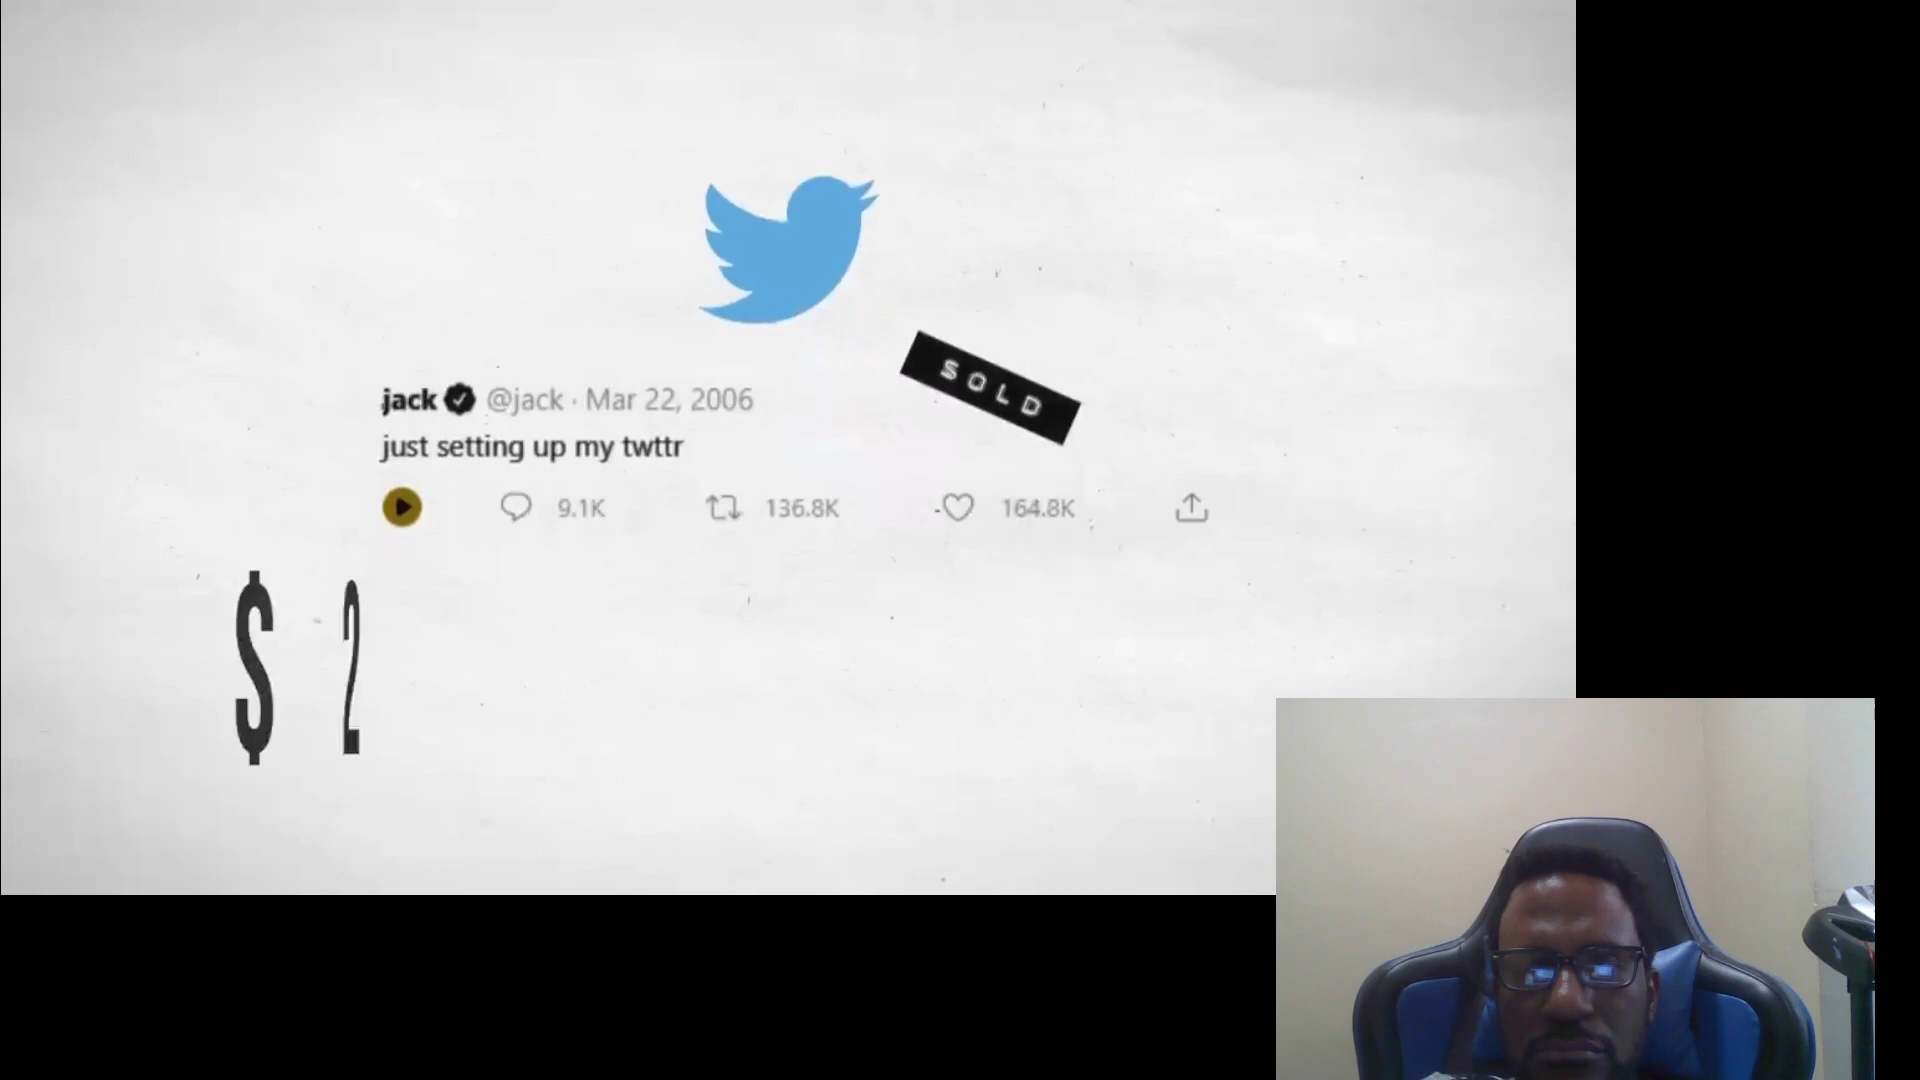 SOLD
jack @jack · Mar 22, 2006
just setting up my twttr
9.1K 136.8K 164.8K
$ 2